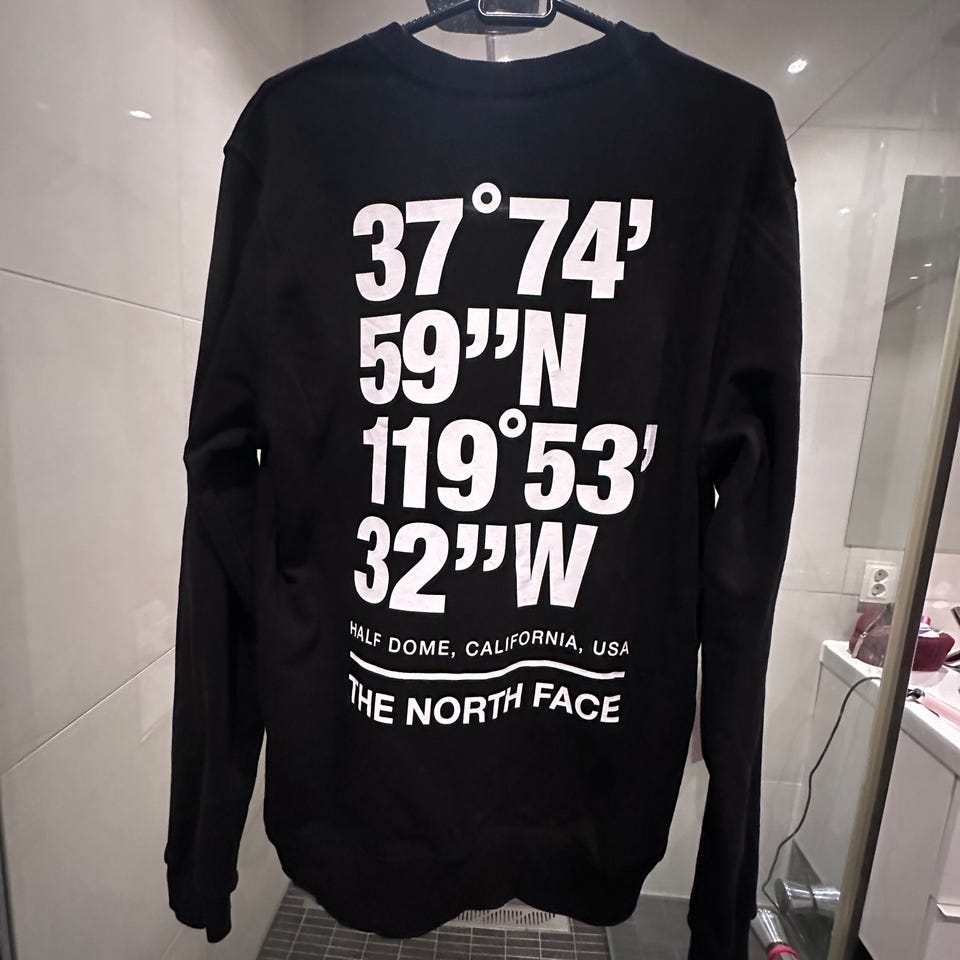 37°74’
59”N
119°53’
32”W
HALF DOME, CALIFORNIA, USA
THE NORTH FACE